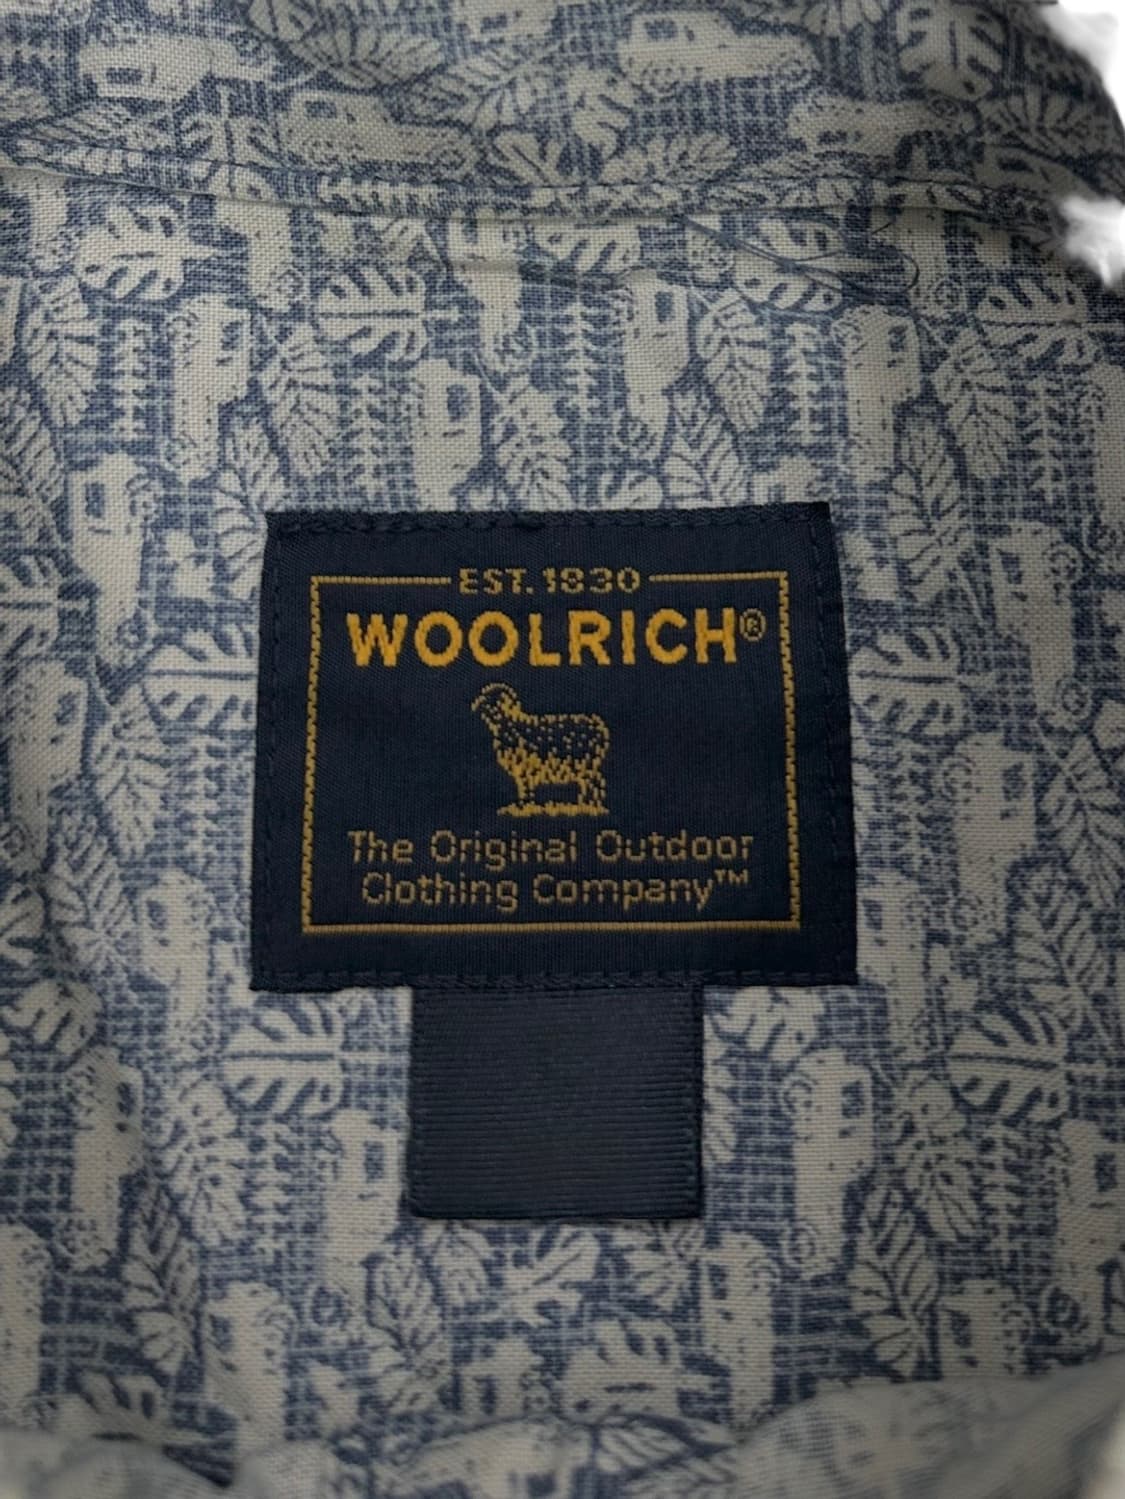 EST. 1830
WOOLRICH®
The Original Outdoor
Clothing Company™